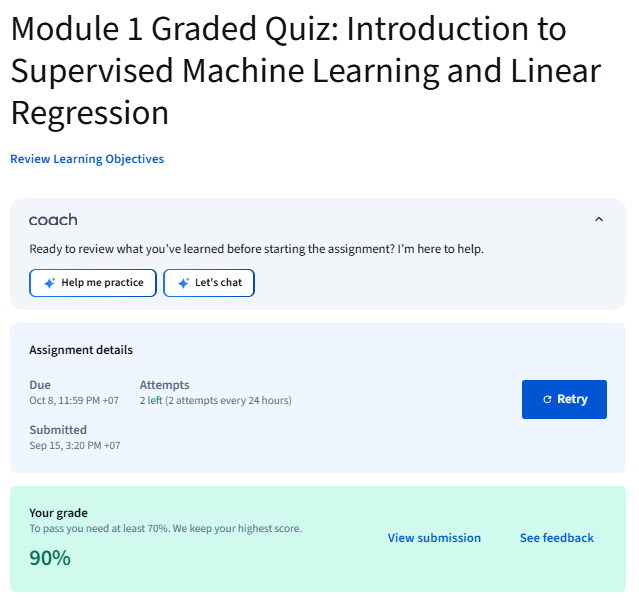 Module 1 Graded Quiz: Introduction to
Supervised Machine Learning and Linear
Regression
Review Learning Objectives
coach
Ready to review what you've learned before starting the assignment? I'm here to help.
Help me practice
Let's chat
Assignment details
Due
Oct 8, 11:59 PM +07
Attempts
2 left (2 attempts every 24 hours)
Retry
Submitted
Sep 15, 3:20 PM +07
Your grade
To pass you need at least 70%. We keep your highest score.
90%
View submission
See feedback